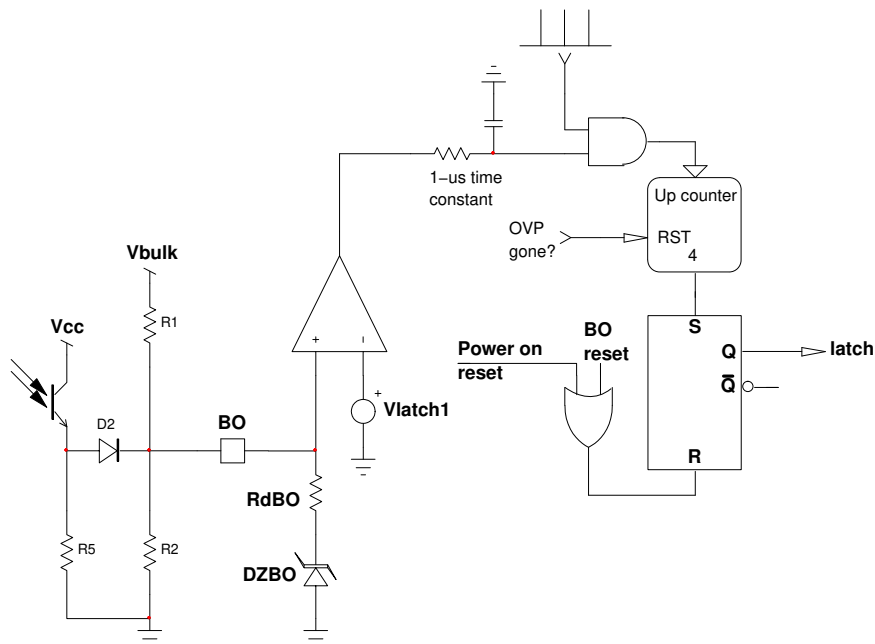 1–us time
constant
Up counter
OVP
gone?
RST
4
Vbulk
R1
Vcc
S
Power on
reset
BO
reset
Q
latch
Q
+
–
+
Vlatch1
D2
BO
R
RdBO
R5
R2
DZBO